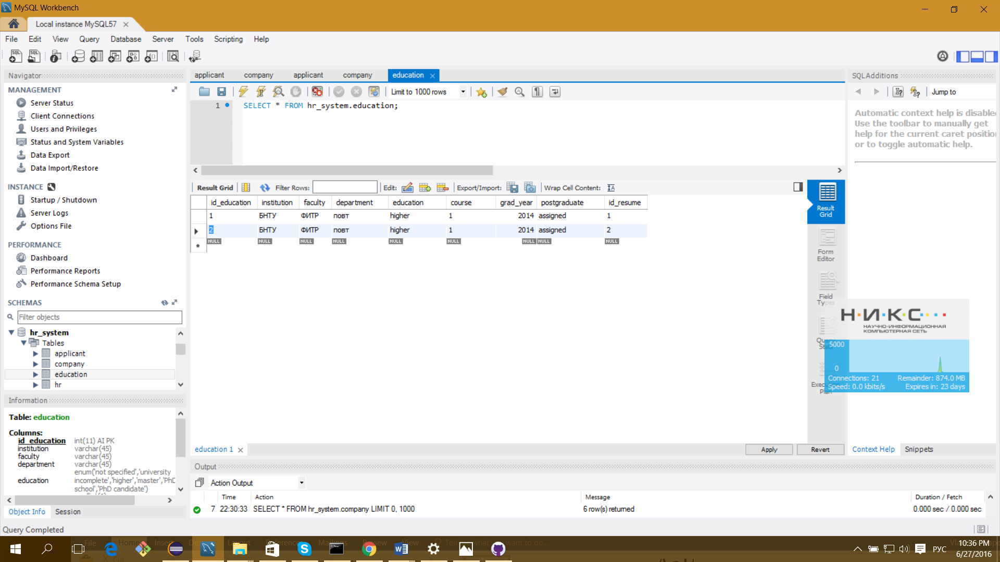 MySQL Workbench
Local instance MySQL57
File Edit View Query Database Server Tools Scripting Help
Navigator
MANAGEMENT
Server Status
Client Connections
Users and Privileges
Status and System Variables
Data Export
Data Import/Restore
INSTANCE
Startup / Shutdown
Server Logs
Options File
PERFORMANCE
Dashboard
Performance Reports
Performance Schema Setup
SCHEMAS
Filter objects
hr_system
Tables
applicant
company
education
hr
Information
Table: education
Columns:
id_education int(11) AI PK
institution varchar(45)
faculty varchar(45)
department varchar(45)
education enum('not specified','university
incomplete','higher','master','PhD
school','PhD candidate')
Object Info Session
Query Completed
applicant company applicant company education
Limit to 1000 rows
1 SELECT * FROM hr_system.education;
Result Grid Filter Rows: Edit: Export/Import: Wrap Cell Content:
id_education institution faculty department education course grad_year postgraduate id_resume
1 БНТУ ФИТР повт higher 1 2014 assigned 1
2 БНТУ ФИТР повт higher 1 2014 assigned 2
NULL NULL NULL NULL NULL NULL NULL NULL NULL
Result
Grid
Form
Editor
Field
Types
education 1
Apply Revert
Output
Action Output
Time Action Message Duration / Fetch
7 22:30:33 SELECT * FROM hr_system.company LIMIT 0, 1000 6 row(s) returned 0.000 sec / 0.000 sec
SQLAdditions
Jump to
Automatic context help is disabled
Use the toolbar to manually get
help for the current caret position
or to toggle automatic help.
НИКС
НАУЧНО-ИНФОРМАЦИОННАЯ
КОМПЬЮТЕРНАЯ СЕТЬ
5000
0
Connections: 21 Remainder: 874.0 MB
Speed: 0.0 kbits/s Expires in: 23 days
Plan
Context Help Snippets
РУС
10:36 PM
6/27/2016